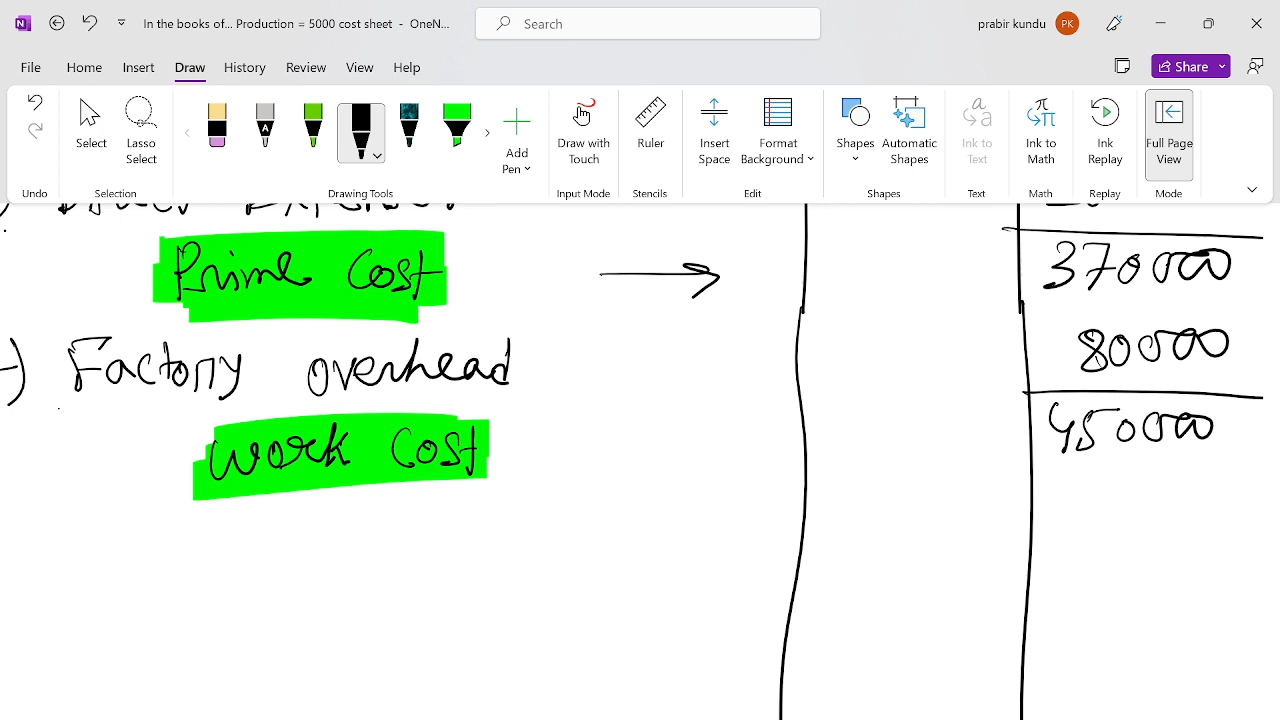 In the books of... Production = 5000 cost sheet - OneN...
Search
prabir kundu
PK
File Home Insert Draw History Review View Help
Share
Undo
Select
Lasso Select
Selection
A
Drawing Tools
Add Pen
Draw with Touch
Input Mode
Ruler
Stencils
Insert Space
Format Background
Edit
Shapes
Automatic Shapes
Shapes
Ink to Text
Text
Ink to Math
Math
Ink Replay
Replay
Full Page View
Mode
Prime Cost
370000
Factory overhead
80000
Work Cost
450000